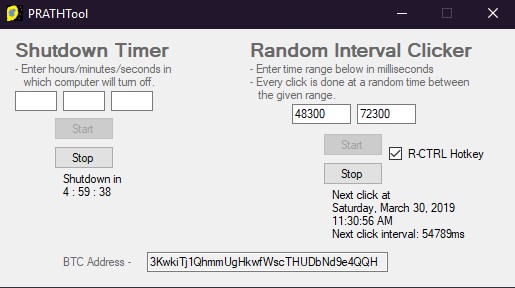 PRATHTool
Shutdown Timer
- Enter hours/minutes/seconds in
which computer will turn off.
Start
Stop
Shutdown in
4 : 59 : 38
Random Interval Clicker
- Enter time range below in milliseconds
- Every click is done at a random time between
the given range.
48300 72300
Start
R-CTRL Hotkey
Stop
Next click at
Saturday, March 30, 2019
11:30:56 AM
Next click interval: 54789ms
BTC Address - 3KwkiTj1QhmmUgHkwfWscTHUDbNd9e4QQH